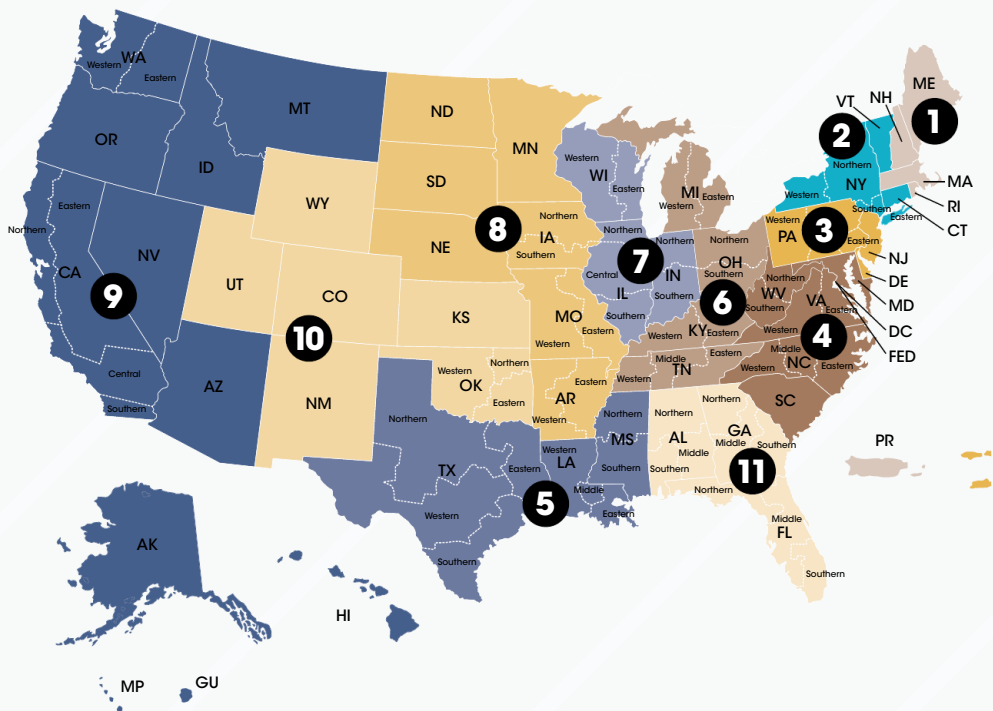 WA
Western
Eastern
MT
OR
ID
ND
MN
SD
WY
NE
8
Northern
IA
Southern
Western
WI
Eastern
MI
Western
Eastern
ME
1
NH
VT
2
Northern
NY
Western
Southern
Eastern
MA
RI
CT
Western
PA
3
Eastern
NJ
DE
MD
DC
FED
Eastern
Northern
CA
NV
9
Central
Southern
UT
CO
10
AZ
NM
KS
Western
OK
Northern
Eastern
MO
Eastern
Western
AR
Eastern
Western
Northern
7
Central
IL
Southern
Northern
IN
Southern
Northern
OH
Southern
6
Western
KY
Eastern
Western
Middle
TN
Eastern
Northern
WV
Southern
VA
Eastern
Western
4
Western
Middle
NC
Eastern
SC
Northern
TX
Eastern
Western
Southern
Western
LA
Middle
Eastern
5
Northern
MS
Southern
Northern
AL
Middle
Southern
Northern
GA
Middle
Southern
11
Northern
Middle
FL
Southern
PR
AK
HI
MP
GU